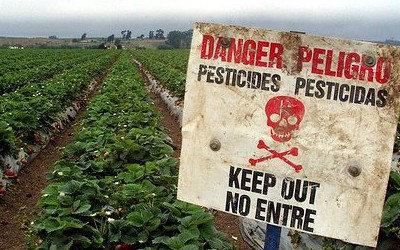 DANGER PELIGRO
PESTICIDES PESTICIDAS
KEEP OUT
NO ENTRE